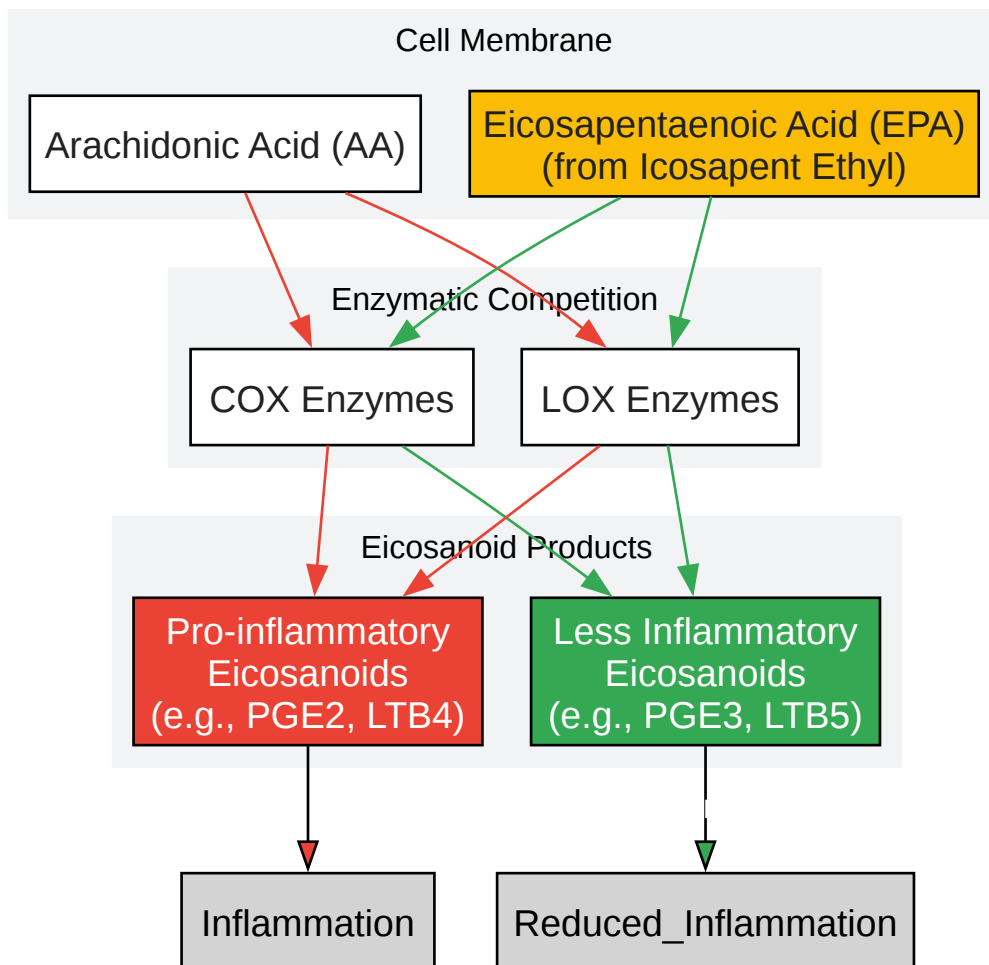 Cell Membrane
Arachidonic Acid (AA)
Eicosapentaenoic Acid (EPA)
(from Icosapent Ethyl)
Enzymatic Competition
COX Enzymes
LOX Enzymes
Eicosanoid Products
Pro-inflammatory
Eicosanoids
(e.g., PGE2, LTB4)
Less Inflammatory
Eicosanoids
(e.g., PGE3, LTB5)
Inflammation
Reduced_Inflammation